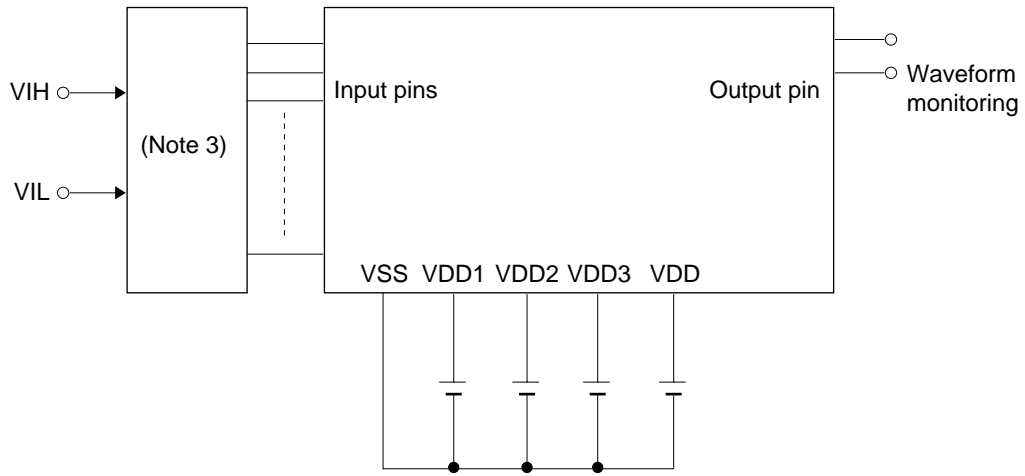 VIH
VIL
(Note 3)
Input pins
Output pin
Waveform
monitoring
VSS VDD1 VDD2 VDD3 VDD